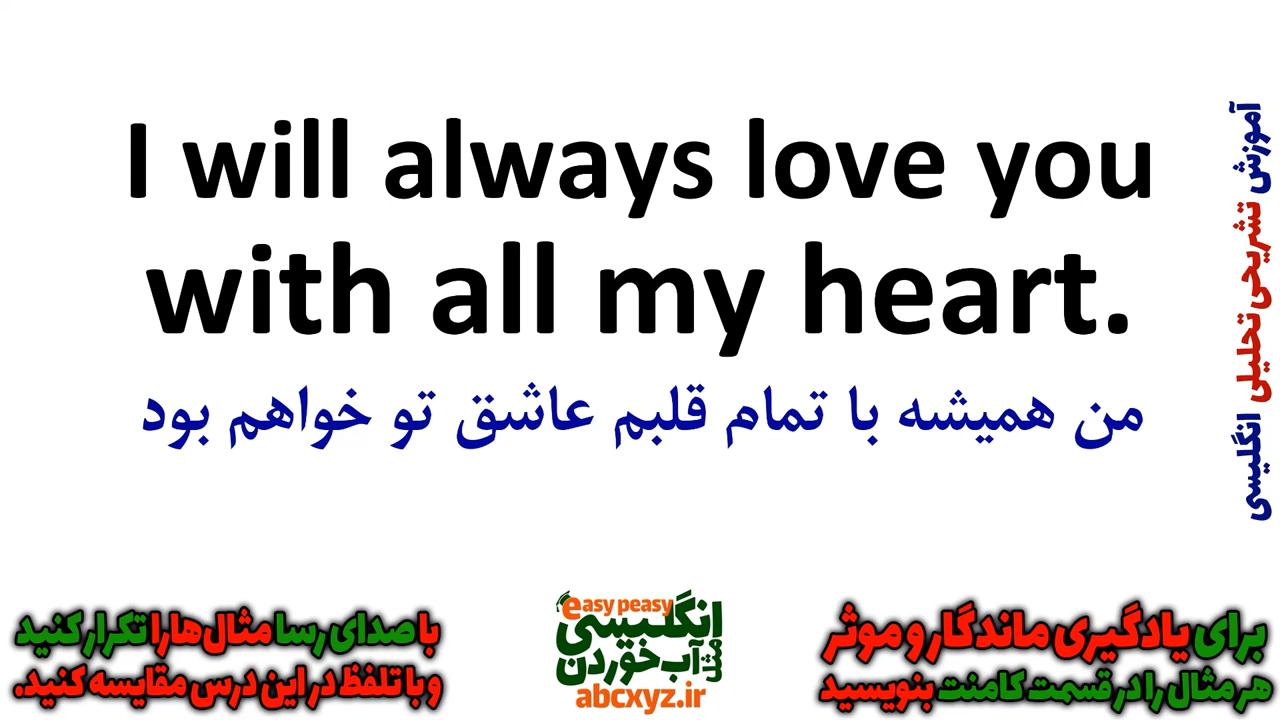 I will always love you
with all my heart.
من همیشه با تمام قلبم عاشق تو خواهم بود
آموزش تشریحی تحلیلی انگلیسی
با صدای رسا مثال‌ها را تکرار کنید
و با تلفظ در این درس مقایسه کنید.
easy peasy
انگلیسی
مثل آب خوردن
abcxyz.ir
برای یادگیری ماندگار و موثر
هر مثال را در قسمت کامنت بنویسید